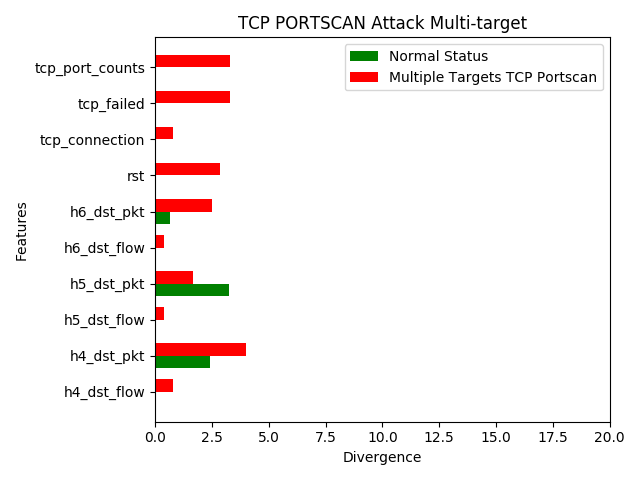 TCP PORTSCAN Attack Multi-target
Normal Status
Multiple Targets TCP Portscan
tcp_port_counts
tcp_failed
tcp_connection
rst
h6_dst_pkt
h6_dst_flow
h5_dst_pkt
h5_dst_flow
h4_dst_pkt
h4_dst_flow
Features
0.0 2.5 5.0 7.5 10.0 12.5 15.0 17.5 20.0
Divergence